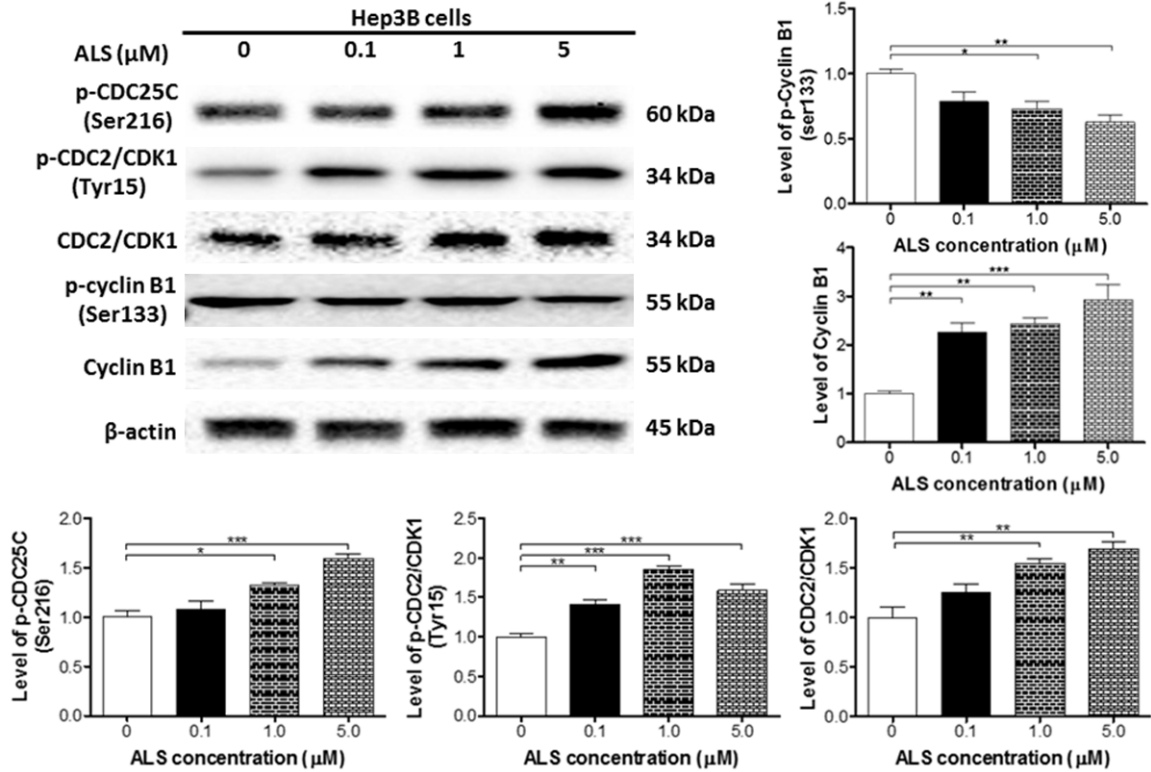 Hep3B cells
ALS (μM) 0 0.1 1 5
p-CDC25C
(Ser216)
60 kDa
p-CDC2/CDK1
(Tyr15)
34 kDa
CDC2/CDK1
34 kDa
p-cyclin B1
(Ser133)
55 kDa
Cyclin B1
55 kDa
β-actin
45 kDa
Level of p-Cyclin B1
(ser133)
1.5
1.0
0.5
0.0
**
*
0 0.1 1.0 5.0
ALS concentration (μM)
Level of Cyclin B1
4
3
2
1
0
***
**
**
0 0.1 1.0 5.0
ALS concentration (μM)
Level of p-CDC25C
(Ser216)
2.0
1.5
1.0
0.5
0.0
***
*
0 0.1 1.0 5.0
ALS concentration (μM)
Level of p-CDC2/CDK1
(Tyr15)
2.5
2.0
1.5
1.0
0.5
0.0
***
***
**
0 0.1 1.0 5.0
ALS concentration (μM)
Level of CDC2/CDK1
2.0
1.5
1.0
0.5
0.0
**
**
0 0.1 1.0 5.0
ALS concentration (μM)